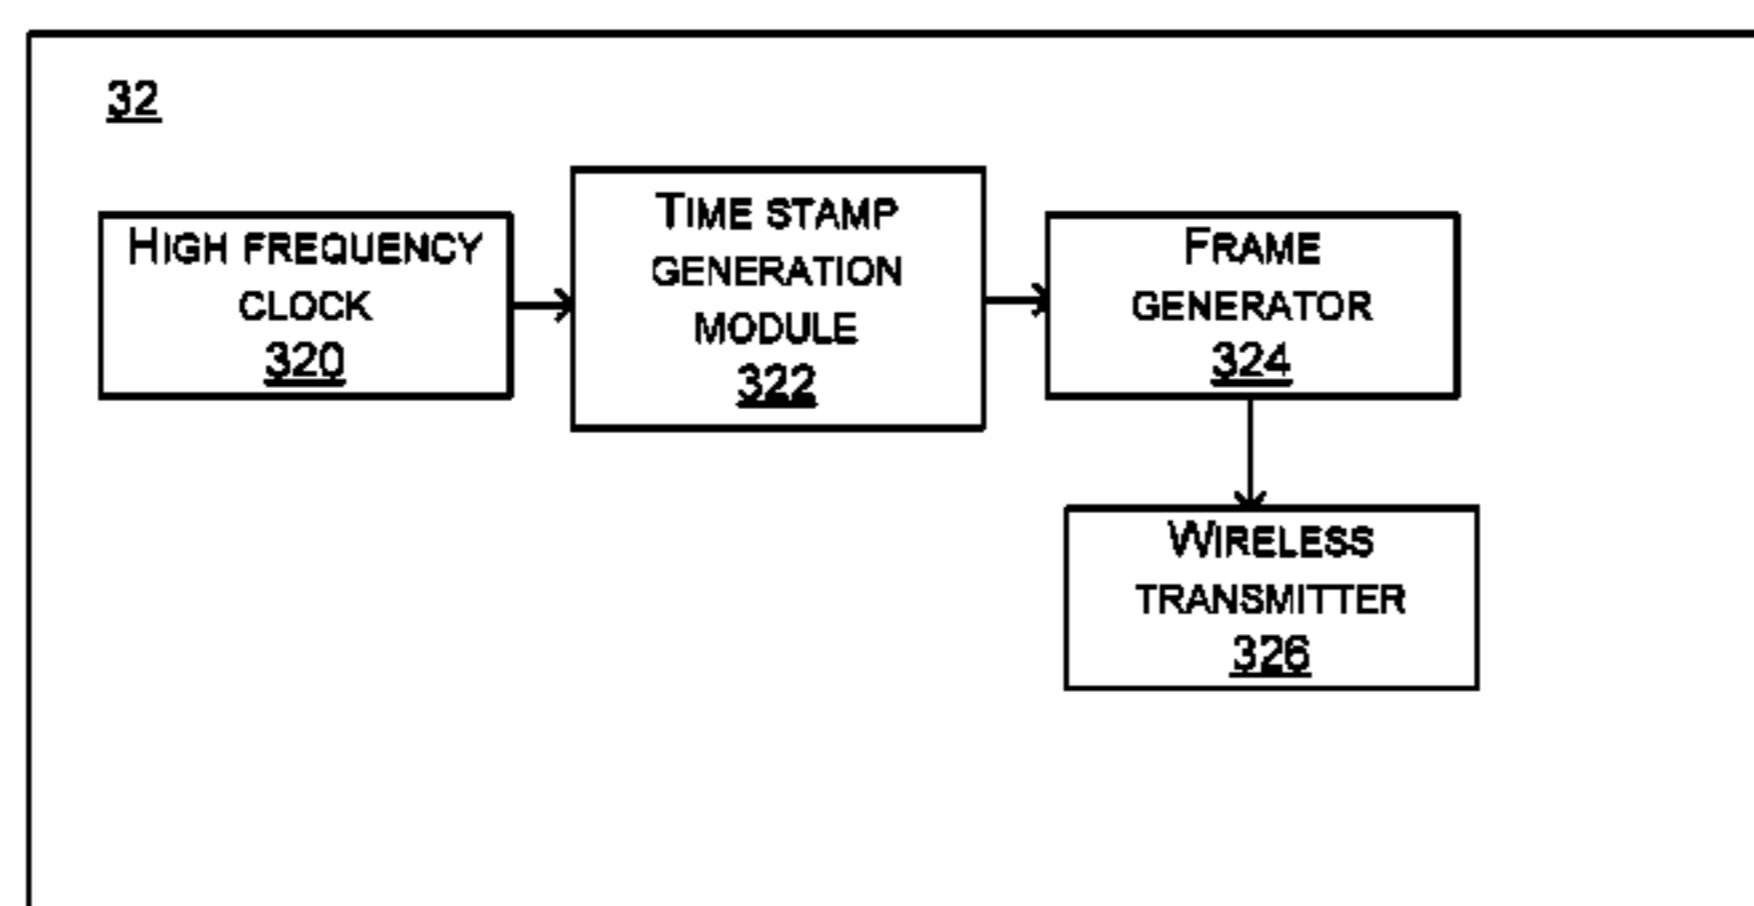 32
HIGH FREQUENCY
CLOCK
320
TIME STAMP
GENERATION
MODULE
322
FRAME
GENERATOR
324
WIRELESS
TRANSMITTER
326